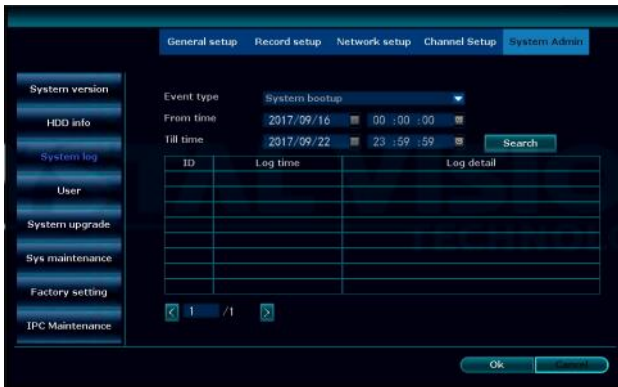 General setup Record setup Network setup Channel Setup System Admin
System version
HDD info
System log
User
System upgrade
Sys maintenance
Factory setting
IPC Maintenance
Event type System bootup
From time 2017/09/16 00 :00 :00
Till time 2017/09/22 23 :59 :59 Search
ID Log time Log detail
< 1 /1 >
Ok Cancel